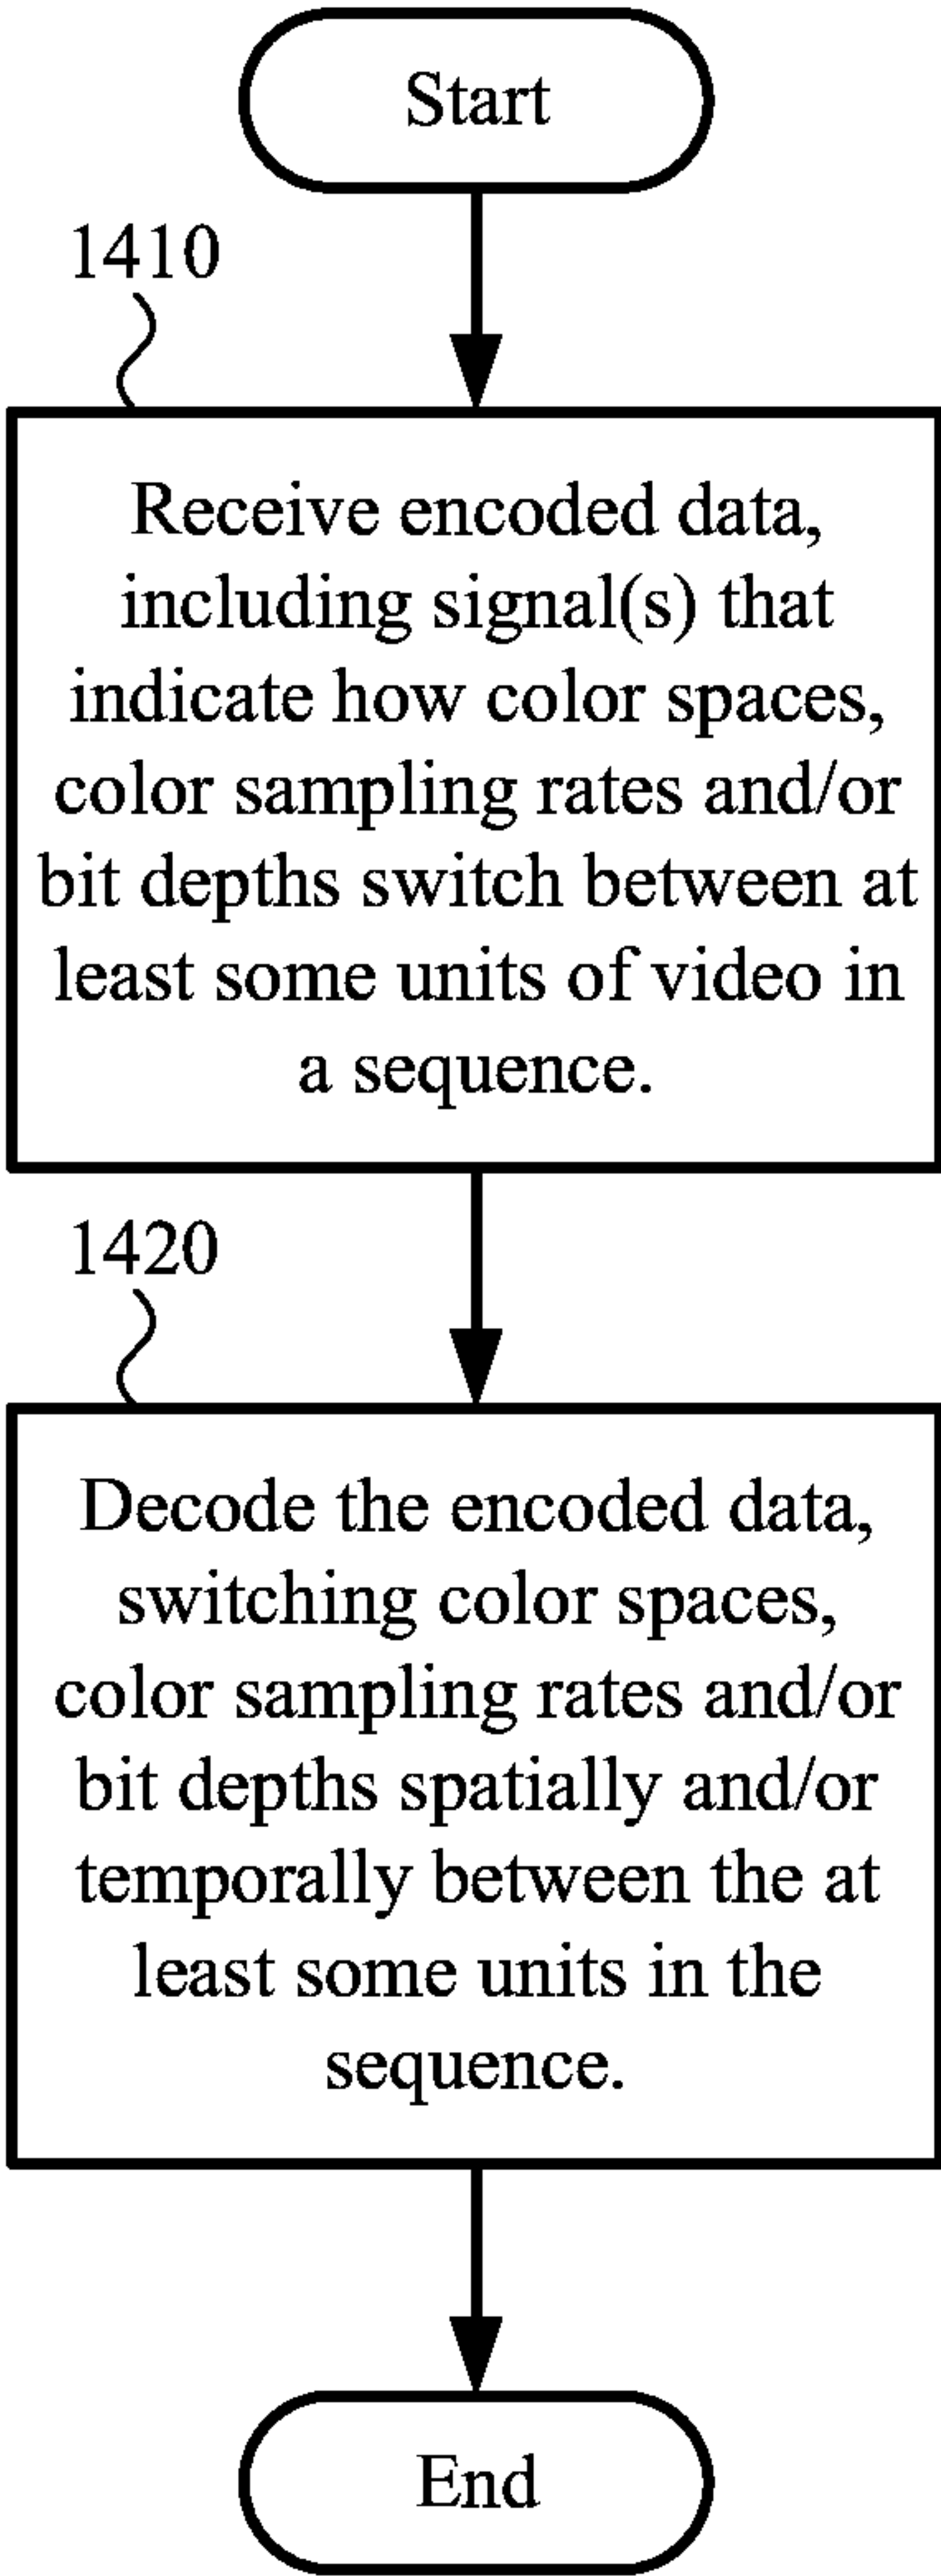 Start
1410
Receive encoded data,
including signal(s) that
indicate how color spaces,
color sampling rates and/or
bit depths switch between at
least some units of video in
a sequence.
1420
Decode the encoded data,
switching color spaces,
color sampling rates and/or
bit depths spatially and/or
temporally between the at
least some units in the
sequence.
End